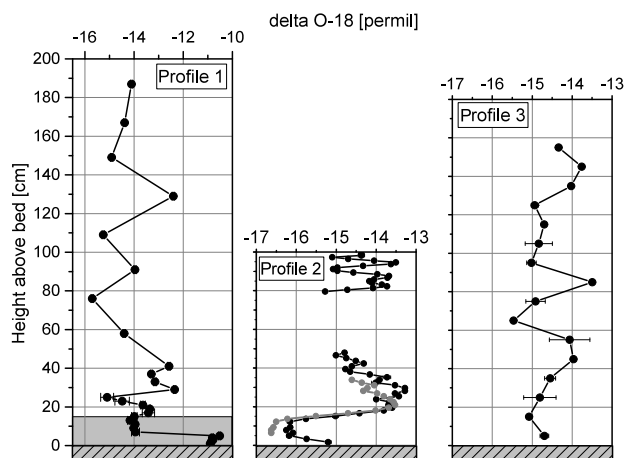 delta O-18 [permil]
-16 -14 -12 -10
Profile 1
Height above bed [cm]
200
180
160
140
120
100
80
60
40
20
0
-17 -16 -15 -14 -13
Profile 2
-17 -16 -15 -14 -13
Profile 3